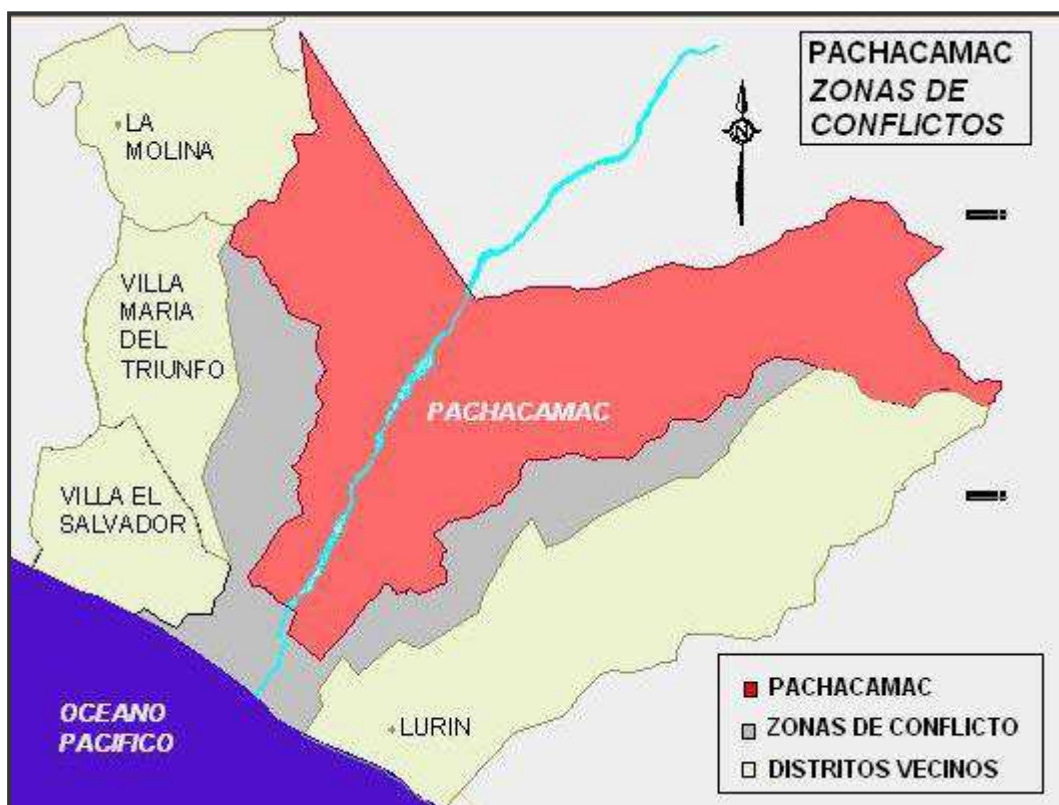 PACHACAMAC
ZONAS DE
CONFLICTOS
N
LA
MOLINA
VILLA
MARIA
DEL
TRIUNFO
PACHACAMAC
VILLA EL
SALVADOR
OCEANO
PACIFICO
LURIN
PACHACAMAC
ZONAS DE CONFLICTO
DISTRITOS VECINOS